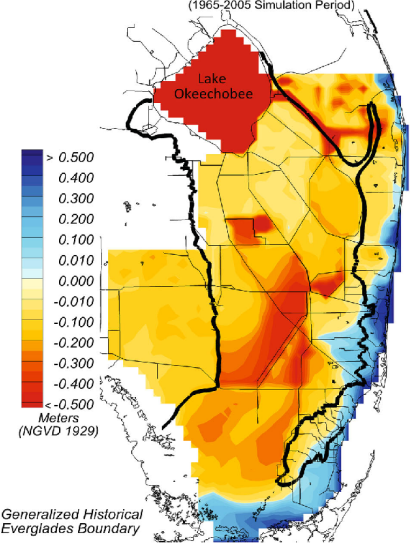 (1965-2005 Simulation Period)
Lake
Okeechobee
> 0.500
0.400
0.300
0.200
0.100
0.010
0.000
-0.010
-0.100
-0.200
-0.300
-0.400
< -0.500
Meters
(NGVD 1929)
Generalized Historical
Everglades Boundary